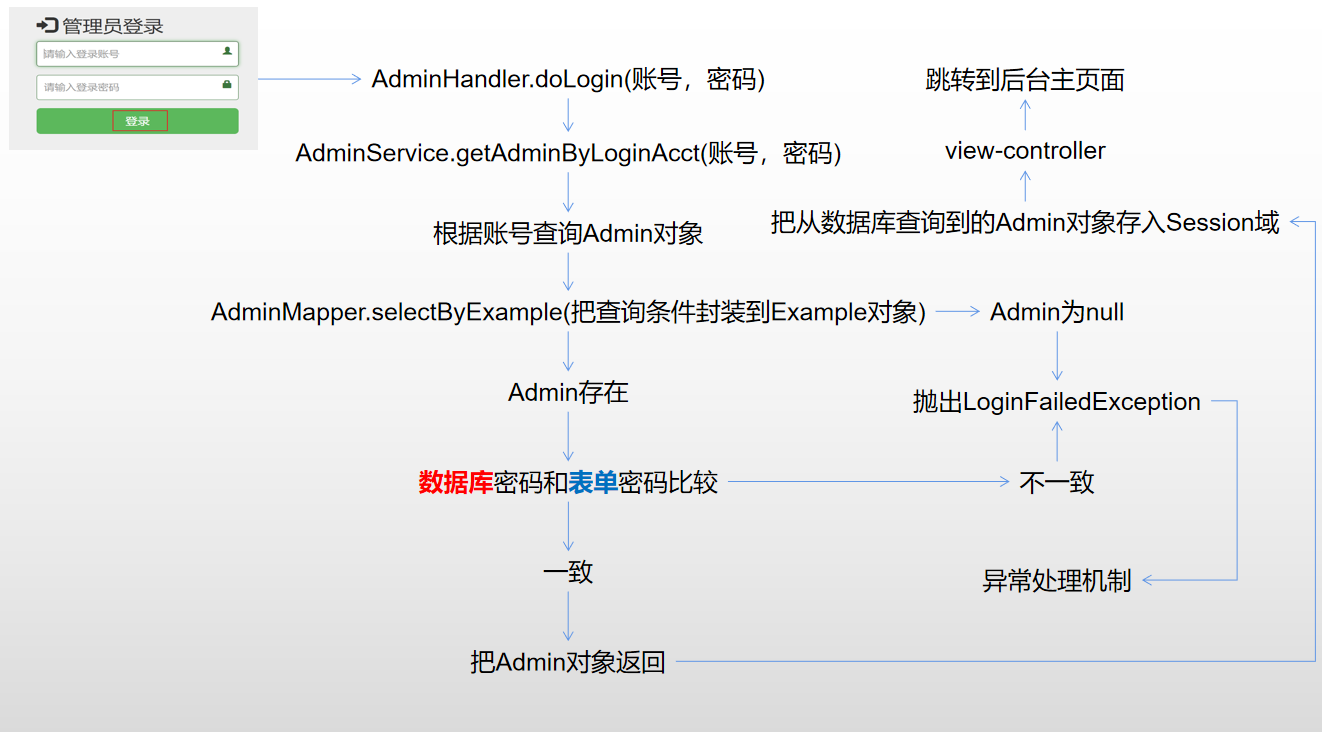 管理员登录
请输入登录账号
请输入登录密码
登录
AdminHandler.doLogin(账号，密码)
AdminService.getAdminByLoginAcct(账号，密码)
根据账号查询Admin对象
AdminMapper.selectByExample(把查询条件封装到Example对象)
Admin为null
Admin存在
抛出LoginFailedException
数据库密码和表单密码比较
不一致
一致
异常处理机制
把Admin对象返回
把从数据库查询到的Admin对象存入Session域
view-controller
跳转到后台主页面